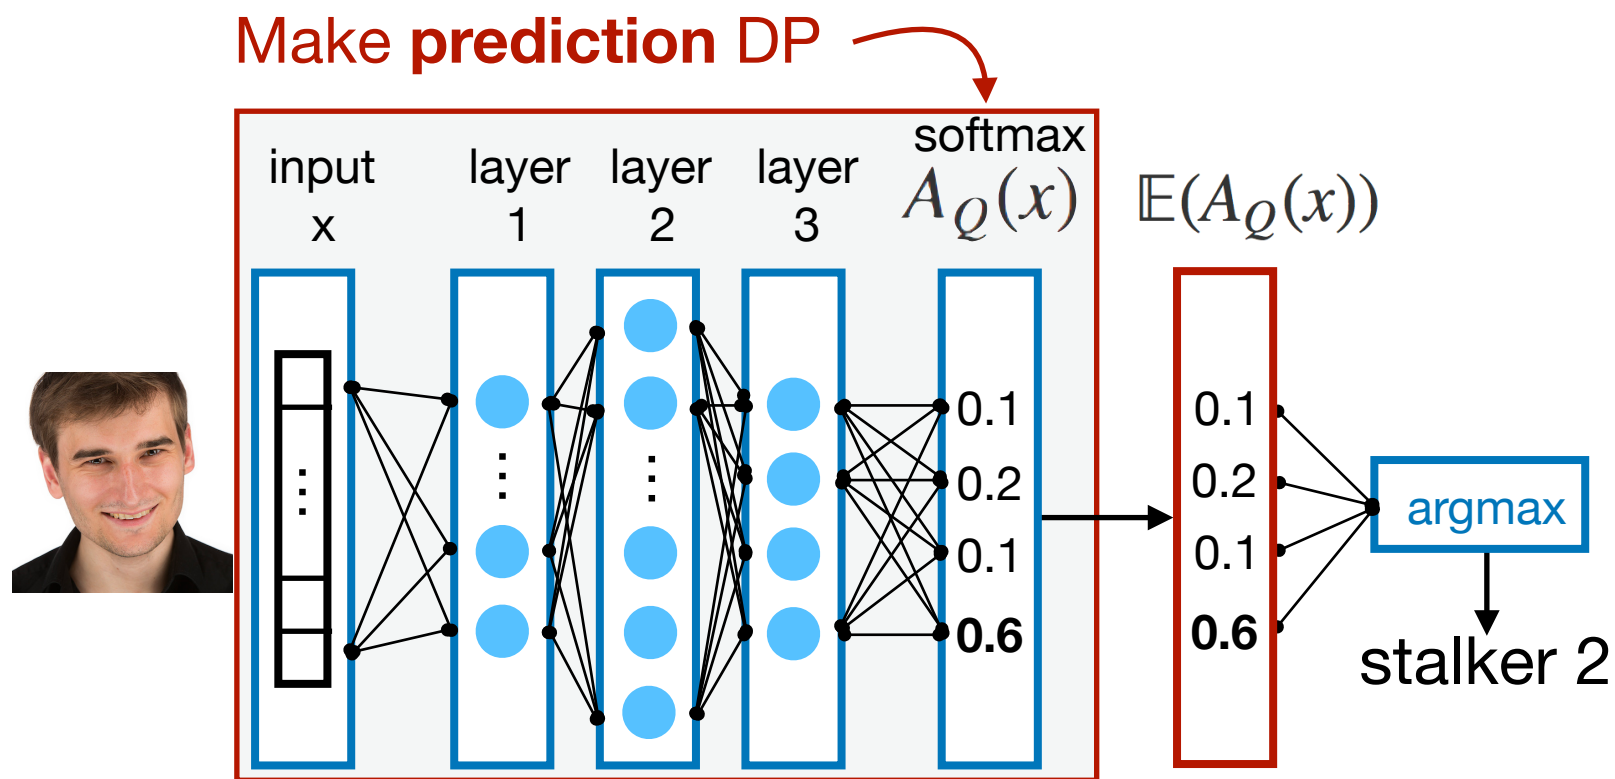 Make prediction DP
input
x
layer
1
layer
2
layer
3
softmax
A_Q(x)
𝔼(A_Q(x))
⋮
⋮
⋮
0.1
0.2
0.1
0.6
0.1
0.2
0.1
0.6
argmax
stalker 2